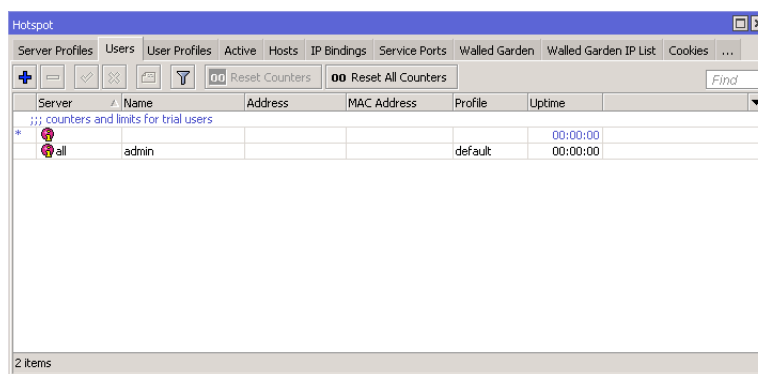 Hotspot
Server Profiles Users User Profiles Active Hosts IP Bindings Service Ports Walled Garden Walled Garden IP List Cookies ...
00 Reset Counters 00 Reset All Counters Find
Server Name Address MAC Address Profile Uptime
;;; counters and limits for trial users
* 00:00:00
all admin default 00:00:00
2 items